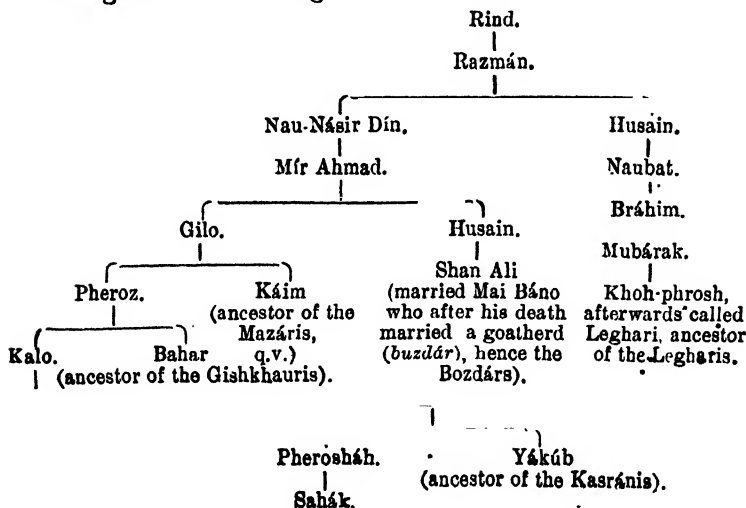 Rind.
Razmán.
Nau-Násir Dín. Husain.
Mír Ahmad. Naubat.
Bráhim.
Gilo. Husain.
Mubárak.
Shan Ali
Pheroz. Káim (married Mai Báno Khoh-phrosh,
(ancestor of the who after his death afterwards called
Mazáris, married a goatherd Leghari, ancestor
Kalo. Bahar q.v.) (buzdár), hence the of the Legharis.
(ancestor of the Gishkhauris). Bozdárs).
Pherosháh. Yákúb
(ancestor of the Kasránis).
Sahák.